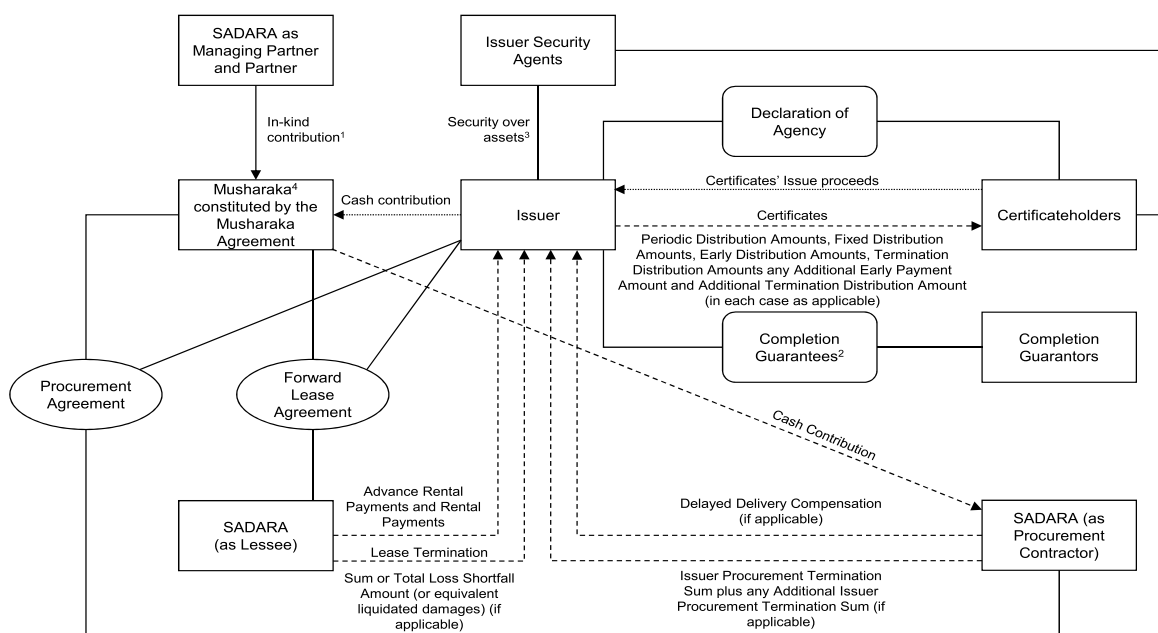 SADARA as
Managing Partner
and Partner
Issuer Security
Agents
In-kind
contribution¹
Security over
assets³
Declaration of
Agency
Musharaka⁴
constituted by the
Musharaka
Agreement
Cash contribution
Issuer
Certificates’ Issue proceeds
Certificates
Certificateholders
Periodic Distribution Amounts, Fixed Distribution
Amounts, Early Distribution Amounts, Termination
Distribution Amounts any Additional Early Payment
Amount and Additional Termination Distribution Amount
(in each case as applicable)
Completion
Guarantees²
Completion
Guarantors
Procurement
Agreement
Forward
Lease
Agreement
Cash Contribution
SADARA
(as Lessee)
Advance Rental
Payments and Rental
Payments
Lease Termination
Sum or Total Loss Shortfall
Amount (or equivalent
liquidated damages) (if
applicable)
Delayed Delivery Compensation
(if applicable)
Issuer Procurement Termination
Sum plus any Additional Issuer
Procurement Termination Sum (if
applicable)
SADARA (as
Procurement
Contractor)